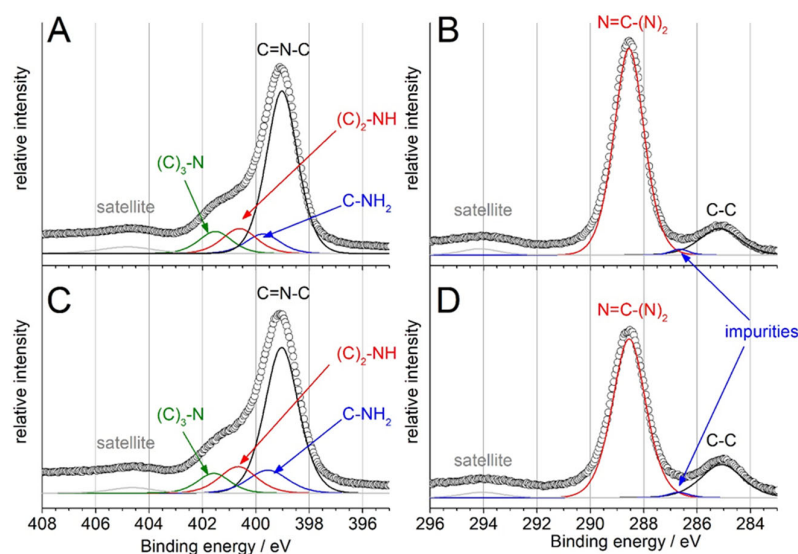 A
C=N-C
relative intensity
(C)₂-NH
(C)₃-N
satellite
C-NH₂
B
N=C-(N)₂
relative intensity
C-C
satellite
C
C=N-C
relative intensity
(C)₂-NH
(C)₃-N
satellite
C-NH₂
408 406 404 402 400 398 396
Binding energy / eV
D
N=C-(N)₂
impurities
relative intensity
C-C
satellite
296 294 292 290 288 286 284
Binding energy / eV